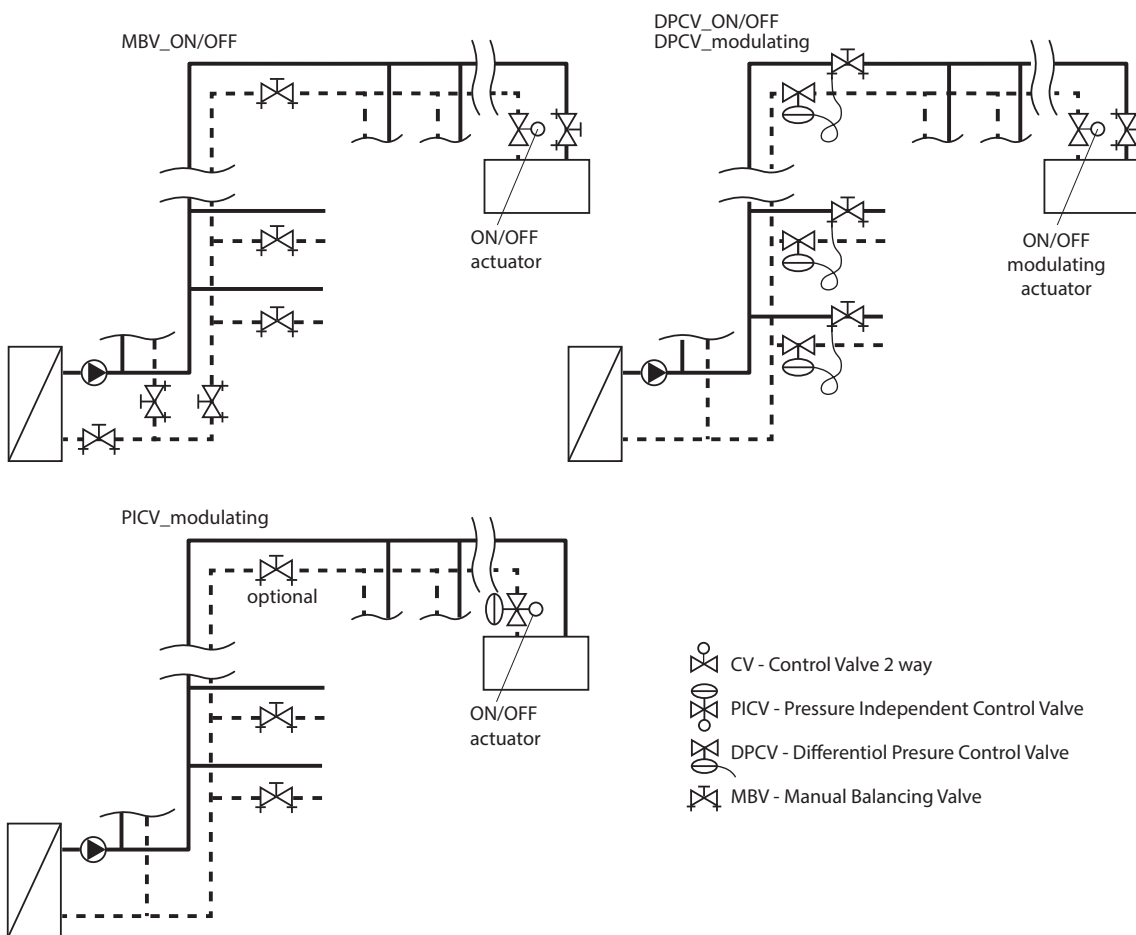 MBV_ON/OFF
ON/OFF
actuator
DPCV_ON/OFF
DPCV_modulating
ON/OFF
modulating
actuator
PICV_modulating
optional
ON/OFF
actuator
CV - Control Valve 2 way
PICV - Pressure Independent Control Valve
DPCV - Differentiol Presure Control Valve
MBV - Manual Balancing Valve